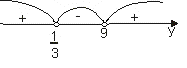 + - +
1/3 9 y